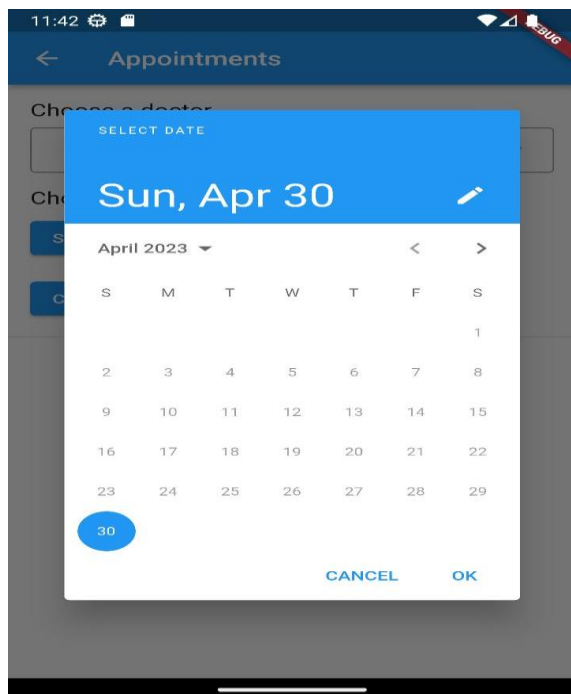 11:42
DEBUG
Appointments
Choose a doctor
SELECT DATE
Sun, Apr 30
April 2023
S M T W T F S
1
2 3 4 5 6 7 8
9 10 11 12 13 14 15
16 17 18 19 20 21 22
23 24 25 26 27 28 29
30
CANCEL OK